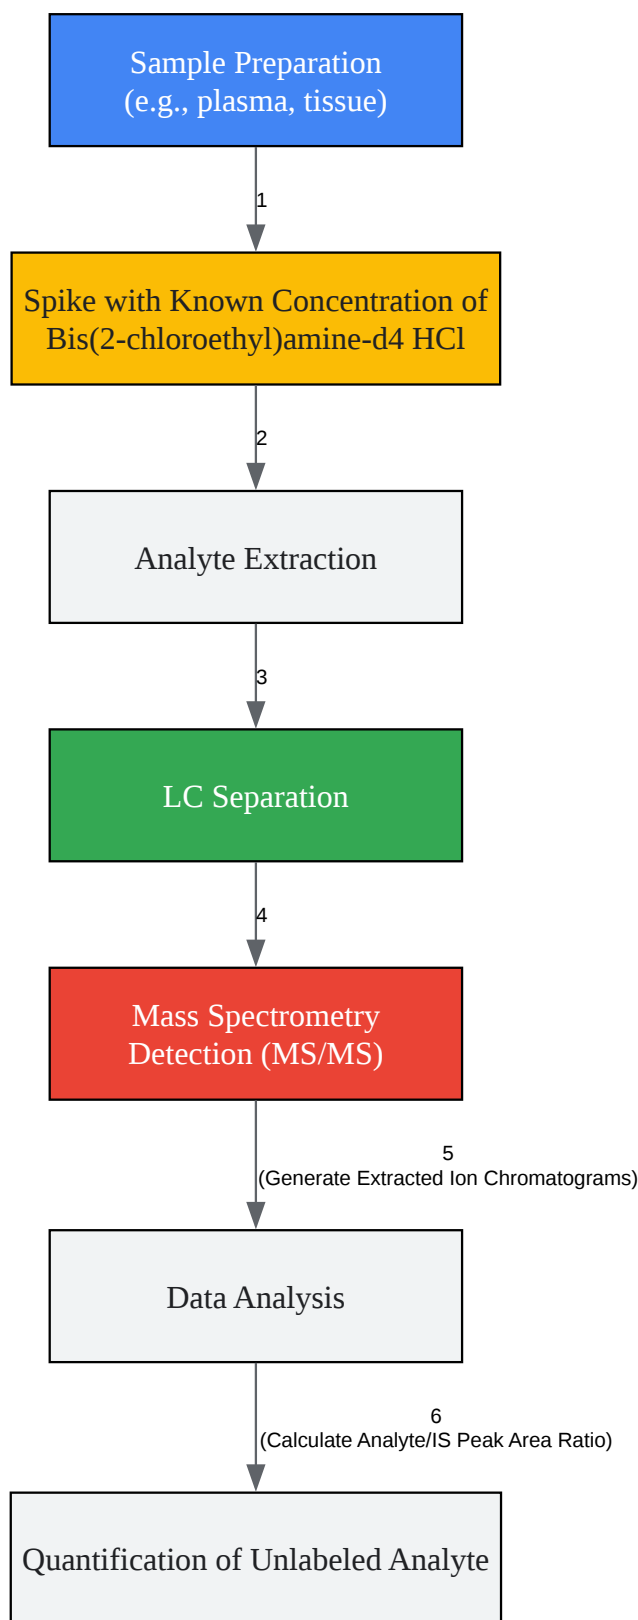 Sample Preparation
(e.g., plasma, tissue)
1
Spike with Known Concentration of
Bis(2-chloroethyl)amine-d4 HCl
2
Analyte Extraction
3
LC Separation
4
Mass Spectrometry
Detection (MS/MS)
5
(Generate Extracted Ion Chromatograms)
Data Analysis
6
(Calculate Analyte/IS Peak Area Ratio)
Quantification of Unlabeled Analyte